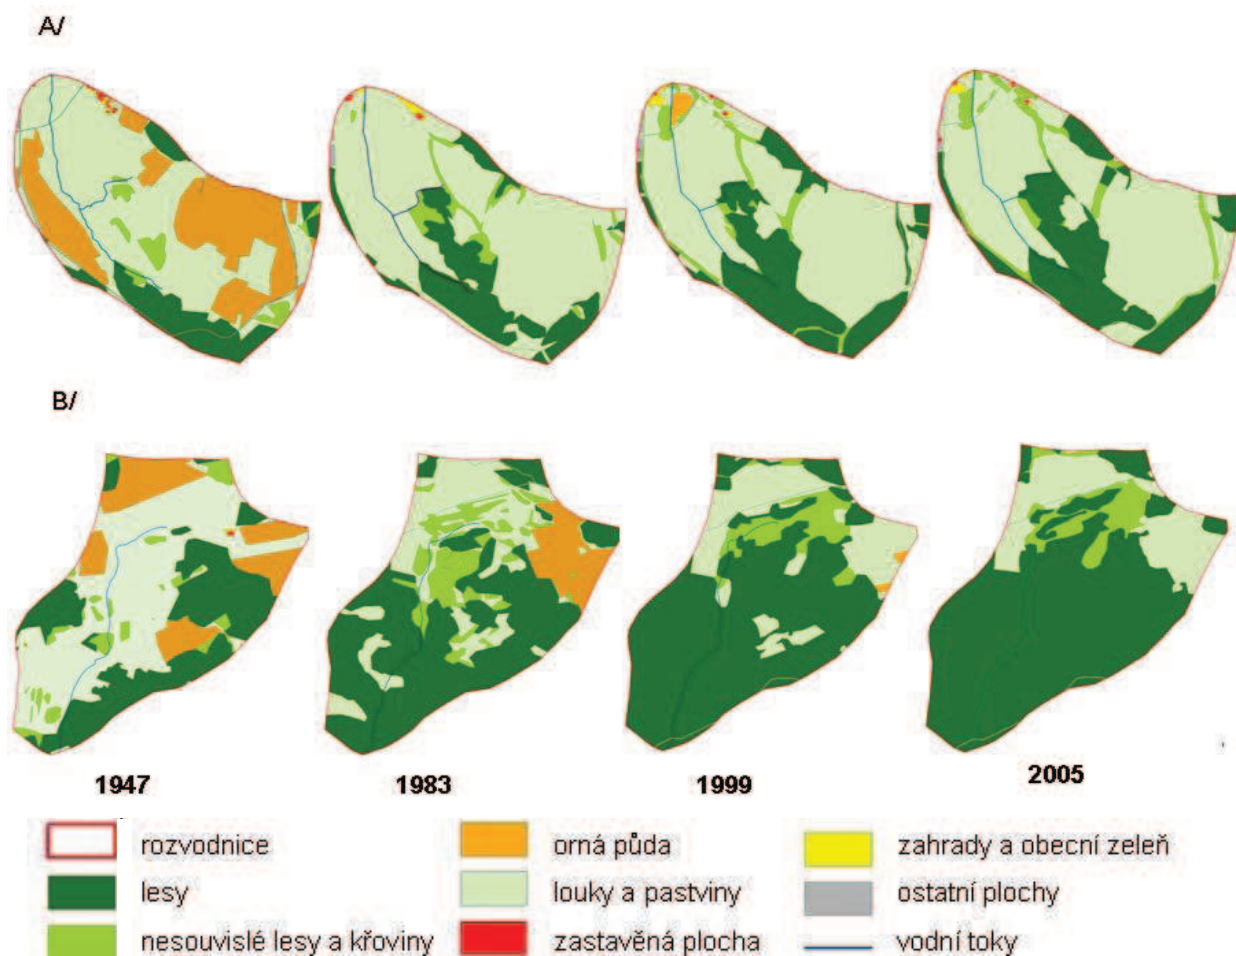 A/
B/
1947 1983 1999 2005
rozvodnice orná půda zahrady a obecní zeleň
lesy louky a pastviny ostatní plochy
nesouvislé lesy a křoviny zastavěná plocha vodní toky